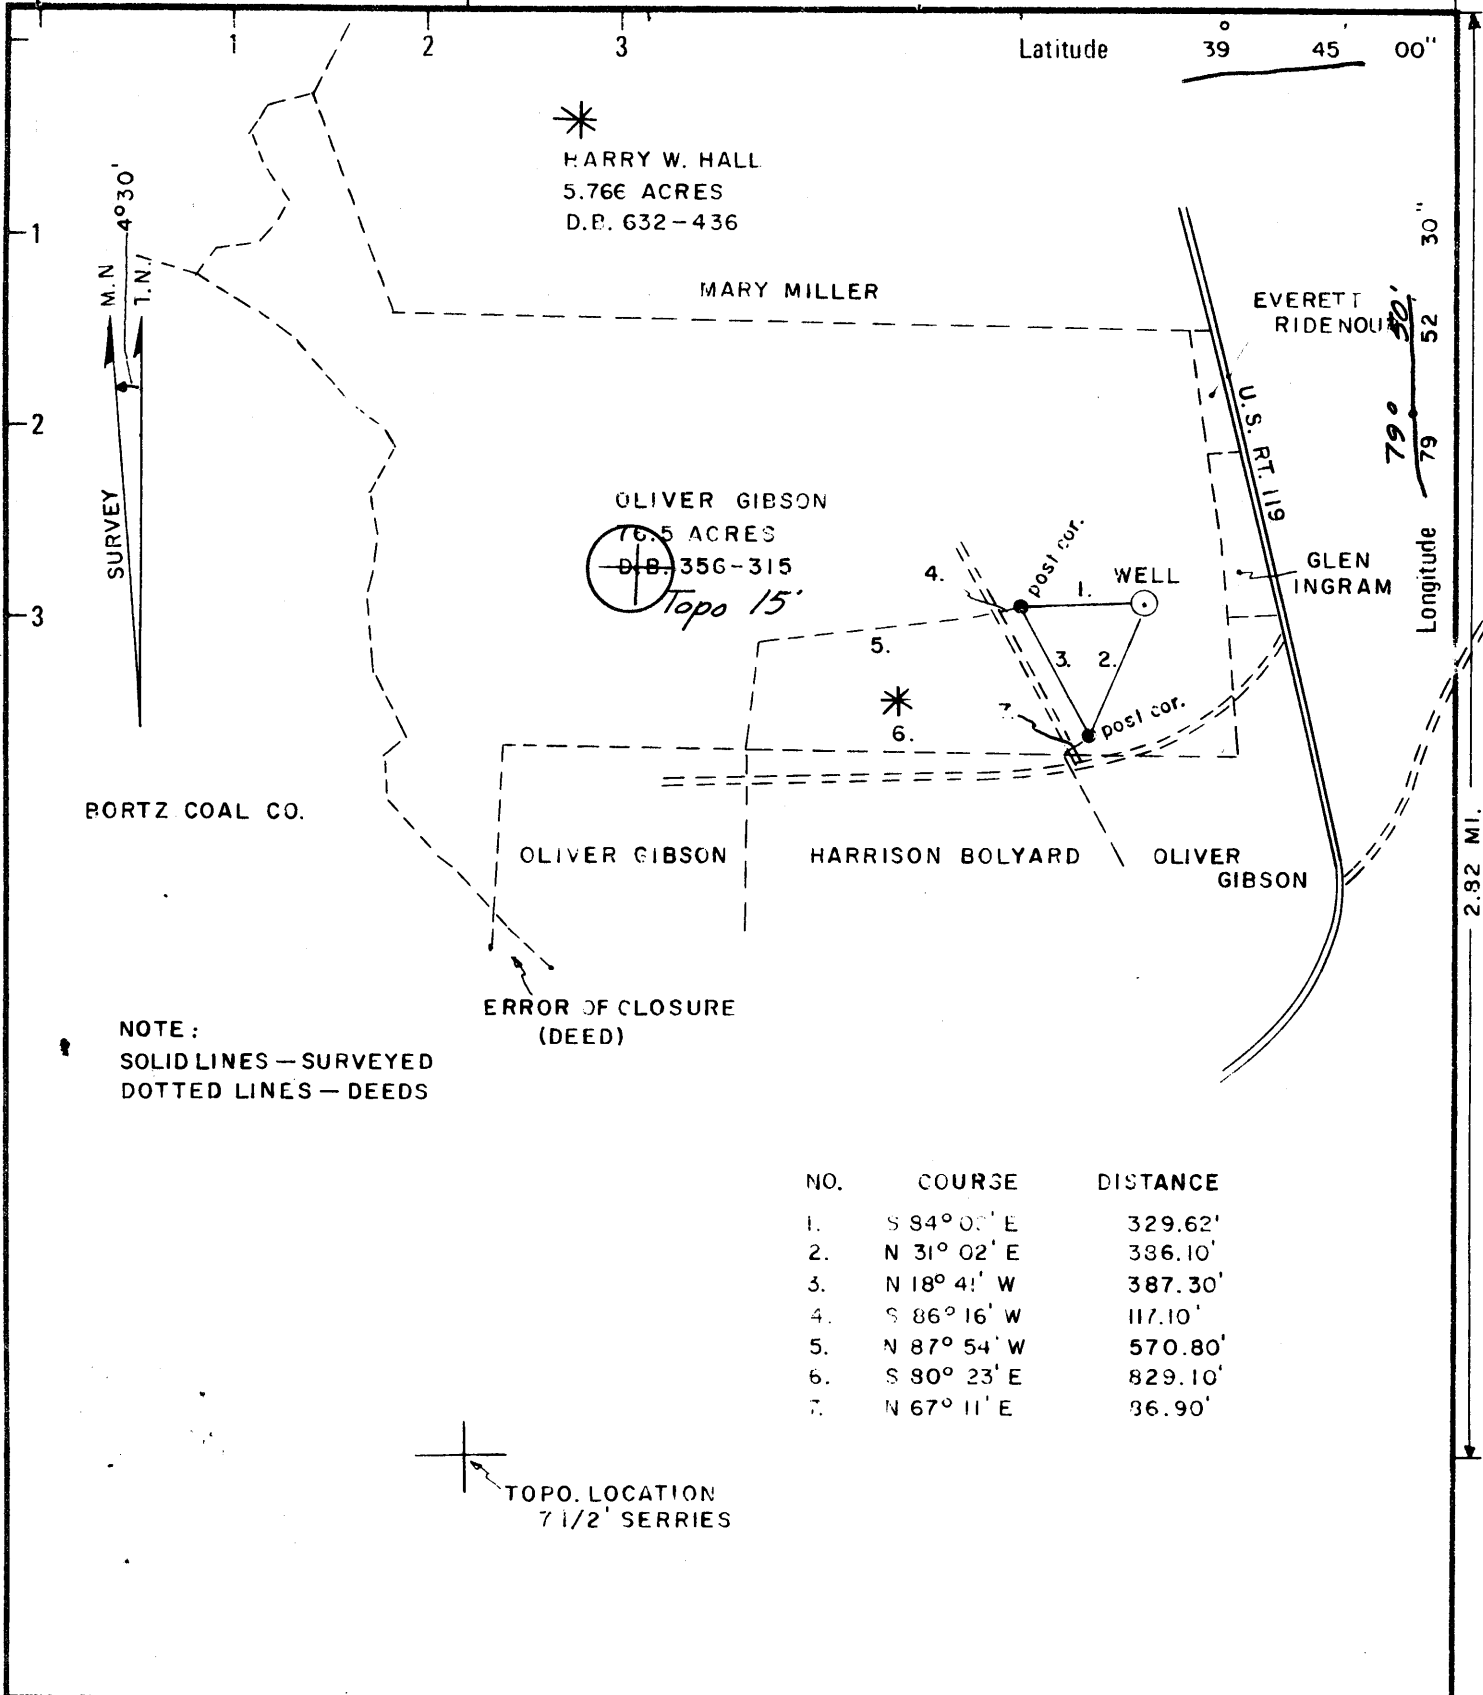 1 2 3
Latitude 39° 45' 00"
HARRY W. HALL
5.766 ACRES
D.B. 632-436
4°30'
M.N.
T.N.
SURVEY
1
2
3
MARY MILLER
EVERETT
RIDENOUR
U.S. RT. 119
Longitude 79 52' 30"
79° 50'
OLIVER GIBSON
76.5 ACRES
D.B. 356-315
Topo 15'
GLEN
INGRAM
post cor.
WELL
1.
2.
3.
4.
5.
6.
7.
post cor.
BORTZ COAL CO.
OLIVER GIBSON
HARRISON BOLYARD
OLIVER
GIBSON
2.82 MI.
ERROR OF CLOSURE
(DEED)
NOTE:
SOLID LINES — SURVEYED
DOTTED LINES — DEEDS
NO. COURSE DISTANCE
1. S 84° E 329.62'
2. N 31° 02' E 386.10'
3. N 18° 41' W 387.30'
4. S 86° 16' W 117.10'
5. N 87° 54' W 570.80'
6. S 80° 23' E 829.10'
7. N 67° 11' E 86.90'
TOPO. LOCATION
7 1/2' SERRIES